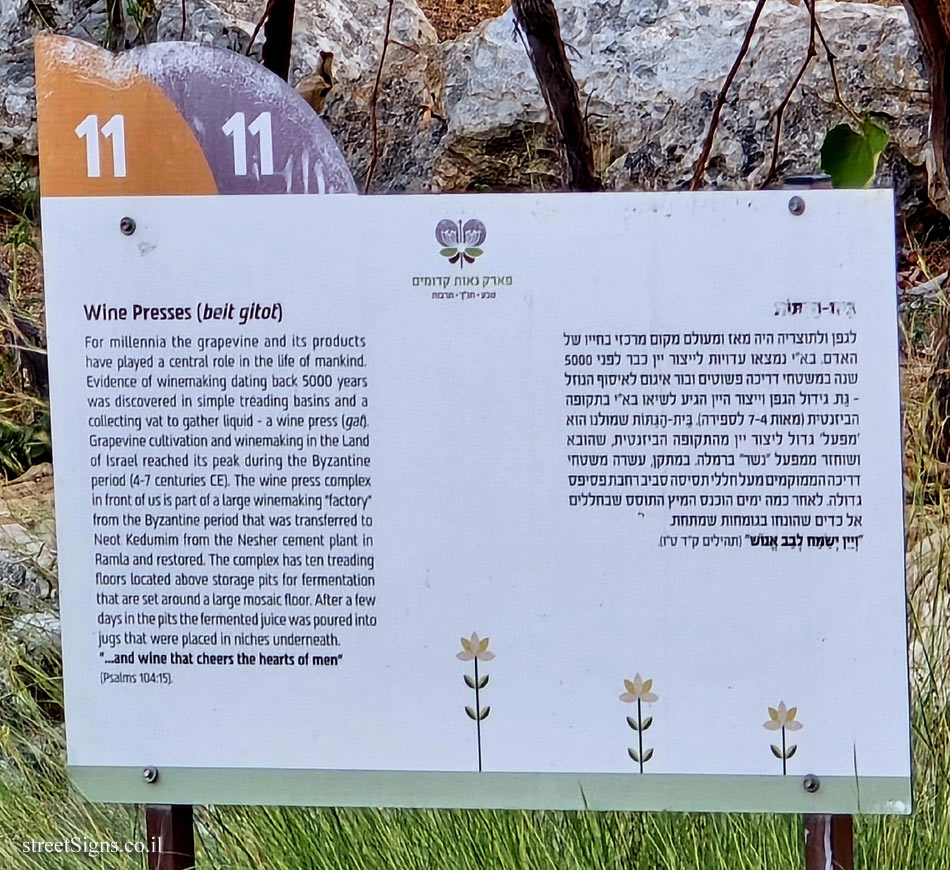 11
11
פארק נאות קדומים
טבע • תנ"ך • תרבות
Wine Presses (beit gitot)
For millennia the grapevine and its products
have played a central role in the life of mankind.
Evidence of winemaking dating back 5000 years
was discovered in simple treading basins and a
collecting vat to gather liquid - a wine press (gat).
Grapevine cultivation and winemaking in the Land
of Israel reached its peak during the Byzantine
period (4-7 centuries CE). The wine press complex
in front of us is part of a large winemaking "factory"
from the Byzantine period that was transferred to
Neot Kedumim from the Nesher cement plant in
Ramla and restored. The complex has ten treading
floors located above storage pits for fermentation
that are set around a large mosaic floor. After a few
days in the pits the fermented juice was poured into
jugs that were placed in niches underneath.
"...and wine that cheers the hearts of men"
(Psalms 104:15).
לגפן ולתוצריה היה מאז ומעולם מקום מרכזי בחייו של
האדם. בא"י נמצאו עדויות לייצור יין כבר לפני 5000
שנה במשטחי דריכה פשוטים ובור איגום לאיסוף הנוזל
- גת. גידול הגפן וייצור היין הגיע לשיאו בא"י בתקופה
הביזנטית (מאות 4-7 לספירה). בֵּית-הַגִּתּוֹת שמולנו הוא
'מפעל' גדול ליצור יין מהתקופה הביזנטית, שהובא
ושוחזר ממפעל "נשר" ברמלה. במתקן, עשרה משטחי
דריכה הממוקמים מעל חללי תסיסה סביב רחבת פסיפס
גדולה. לאחר כמה ימים הוכנס המיץ התוסס שבחללים
אל כדים שהונחו בגומחות שמתחת.
"וְיַיִן יְשַׂמַּח לְבַב אֱנוֹשׁ" (תהילים ק"ד ט"ו).
streetSigns.co.il